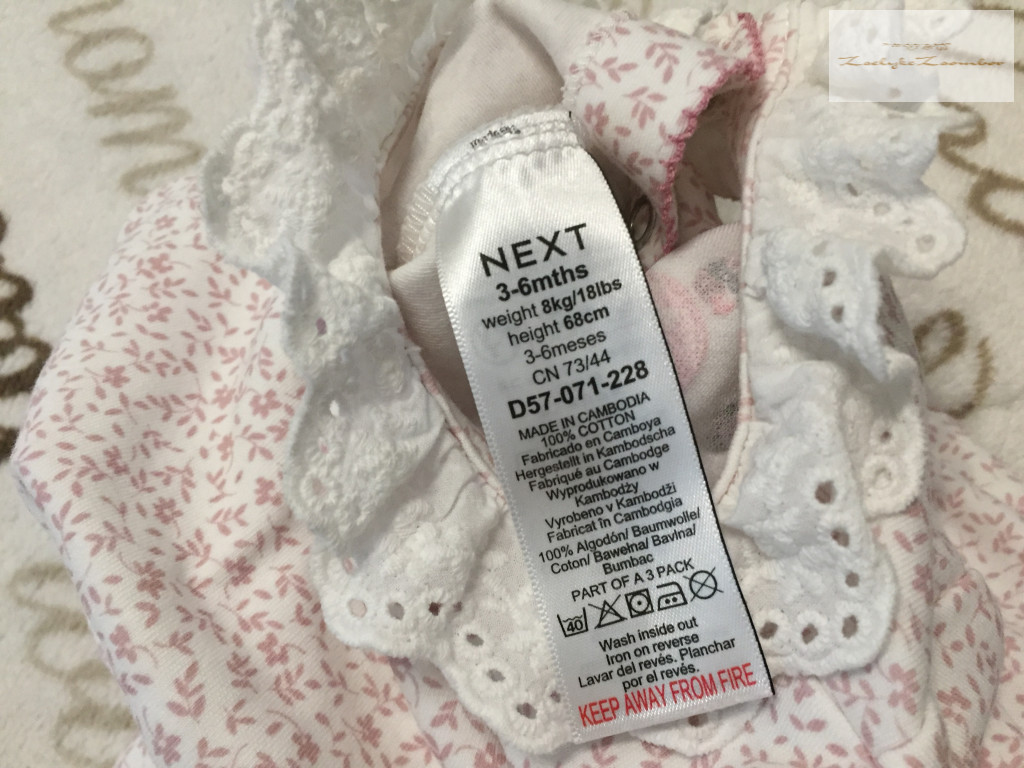 NEXT
3-6mths
weight 8kg/18lbs
height 68cm
3-6meses
CN 73/44
D57-071-228
MADE IN CAMBODIA
100% COTTON
Fabricado en Camboya
Hergestellt in Kambodscha
Fabriqué au Cambodge
Wyprodukowano w
Kambodży
Vyrobeno v Kambodži
Fabricat în Cambodgia
100% Algodón/ Baumwolle/
Coton/ Bawełna/ Bavlna/
Bumbac
PART OF A 3 PACK
40
Wash inside out
Iron on reverse
Lavar del revés. Planchar
por el revés.
KEEP AWAY FROM FIRE